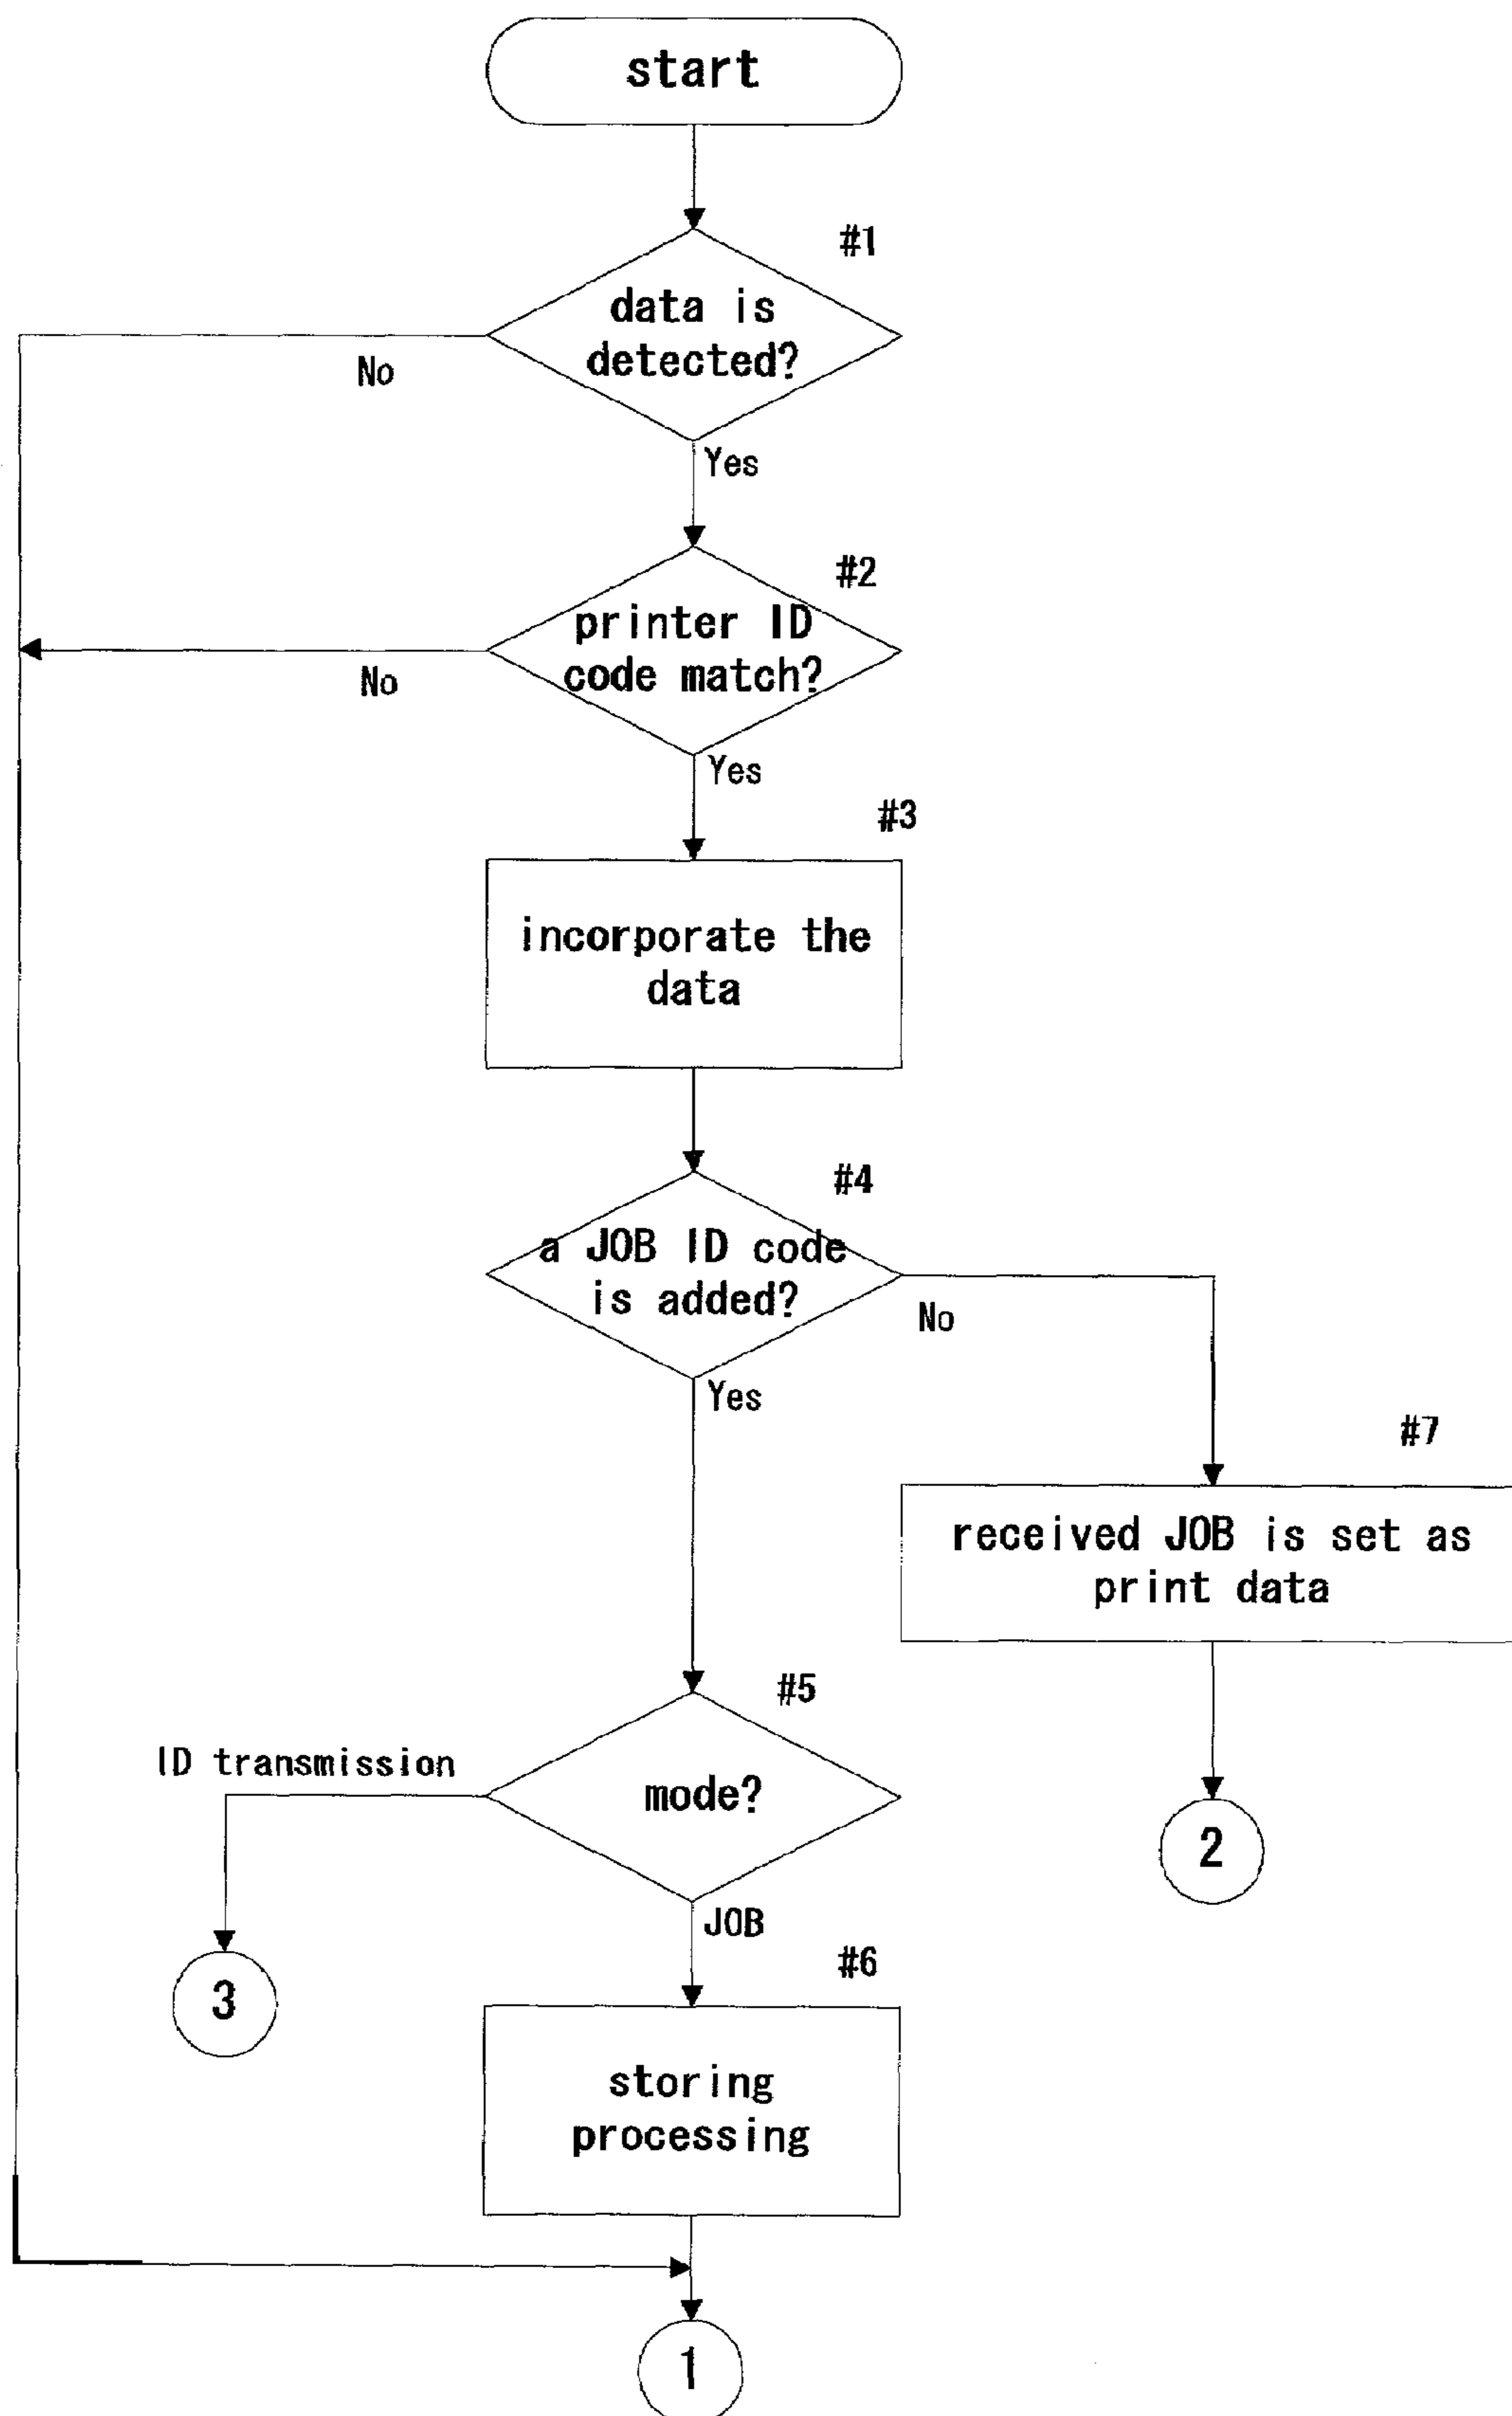 start
#1
data is
detected?
No
Yes
#2
printer ID
code match?
No
Yes
#3
incorporate the
data
#4
a JOB ID code
is added?
No
Yes
#7
received JOB is set as
print data
#5
ID transmission
mode?
2
JOB
#6
3
storing
processing
1